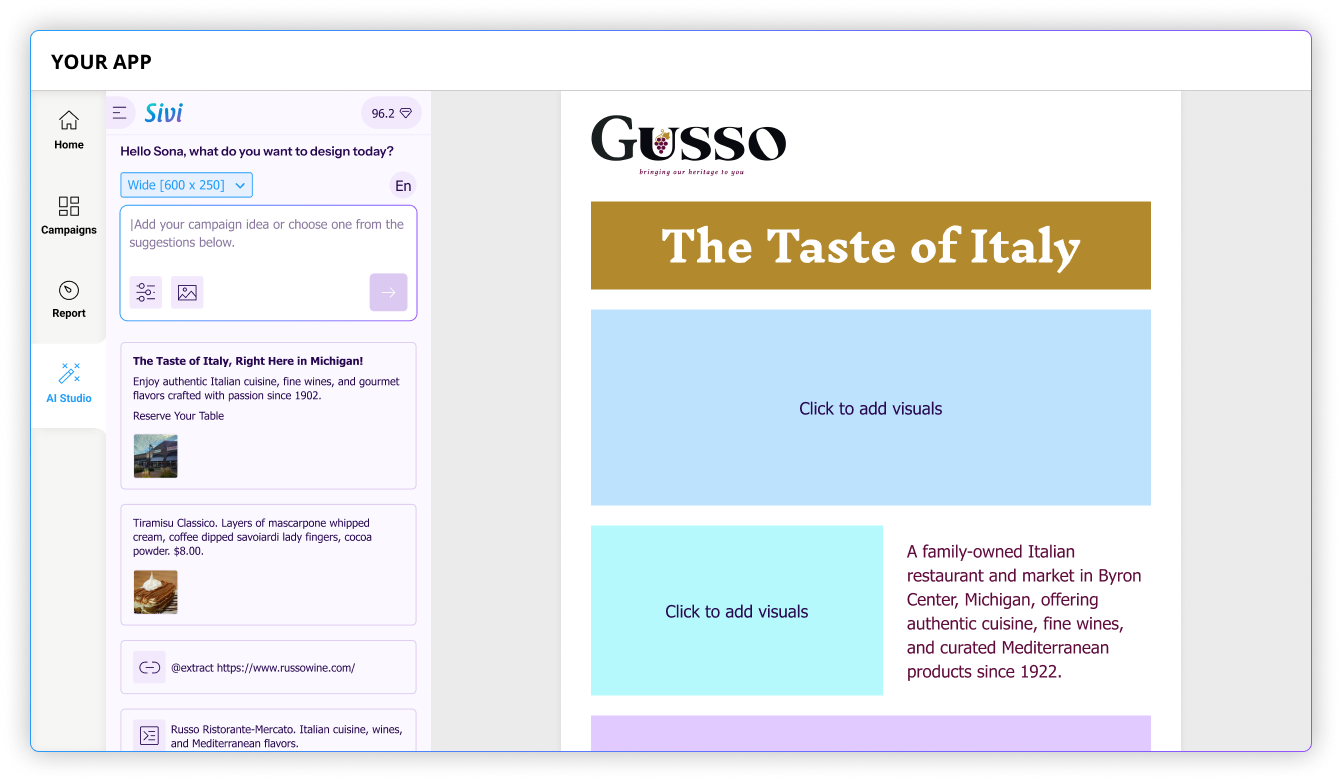 YOUR APP
Home
Campaigns
Report
AI Studio
Sivi
96.2
Hello Sona, what do you want to design today?
Wide [600 x 250]
En
Add your campaign idea or choose one from the
suggestions below.
The Taste of Italy, Right Here in Michigan!
Enjoy authentic Italian cuisine, fine wines, and gourmet
flavors crafted with passion since 1902.
Reserve Your Table
Tiramisu Classico. Layers of mascarpone whipped
cream, coffee dipped savoiardi lady fingers, cocoa
powder. $8.00.
@extract https://www.russowine.com/
Russo Ristorante-Mercato. Italian cuisine, wines,
and Mediterranean flavors.
GUSSO
bringing our heritage to you
The Taste of Italy
Click to add visuals
Click to add visuals
A family-owned Italian
restaurant and market in Byron
Center, Michigan, offering
authentic cuisine, fine wines,
and curated Mediterranean
products since 1922.